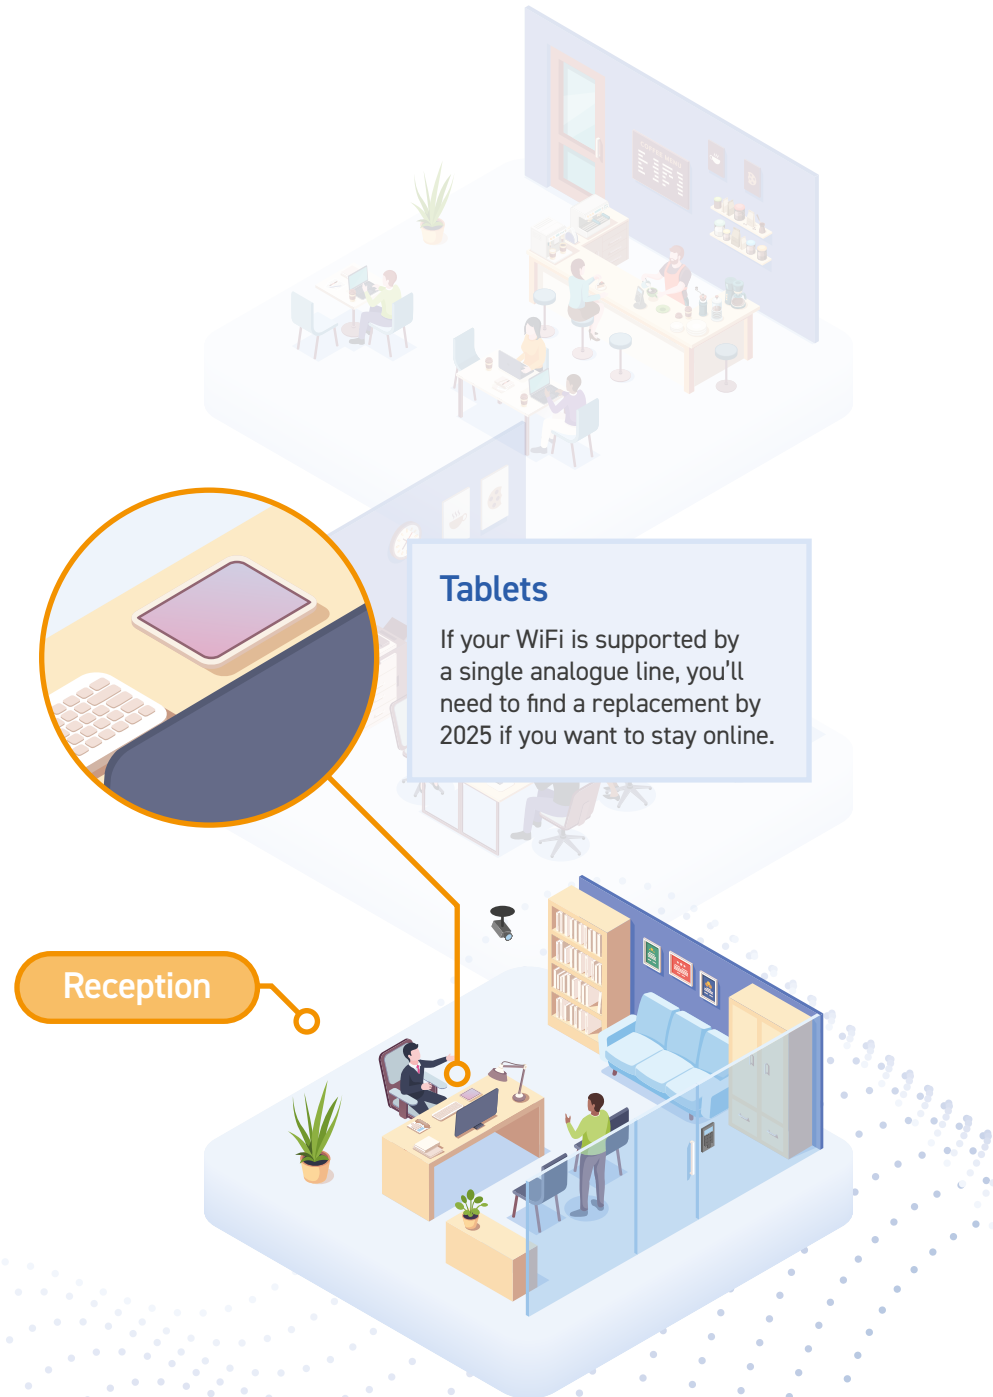 Tablets
If your WiFi is supported by
a single analogue line, you’ll
need to find a replacement by
2025 if you want to stay online.
Reception